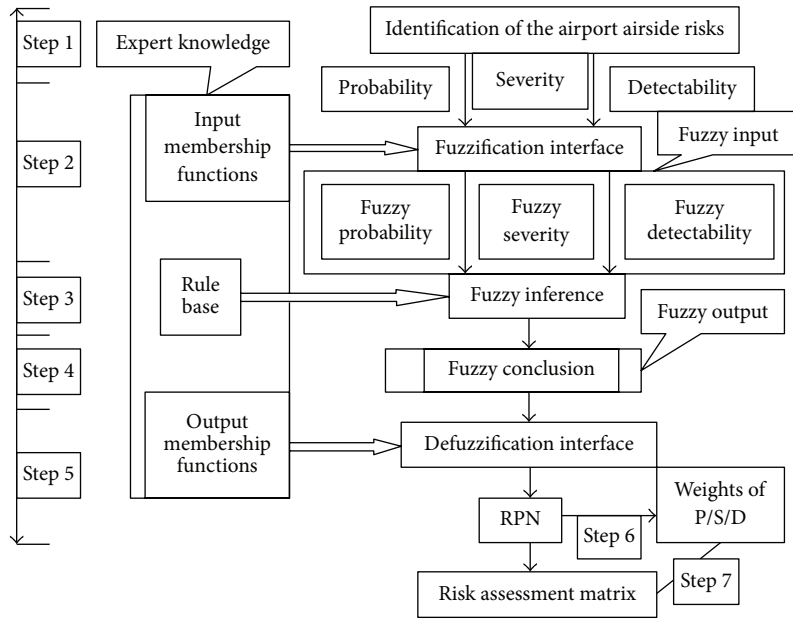 Step 1
Expert knowledge
Identification of the airport airside risks
Probability
Severity
Detectability
Step 2
Input
membership
functions
Fuzzification interface
Fuzzy input
Fuzzy
probability
Fuzzy
severity
Fuzzy
detectability
Step 3
Rule
base
Fuzzy inference
Fuzzy output
Step 4
Fuzzy conclusion
Output
membership
functions
Defuzzification interface
Step 5
RPN
Step 6
Weights of
P/S/D
Risk assessment matrix
Step 7